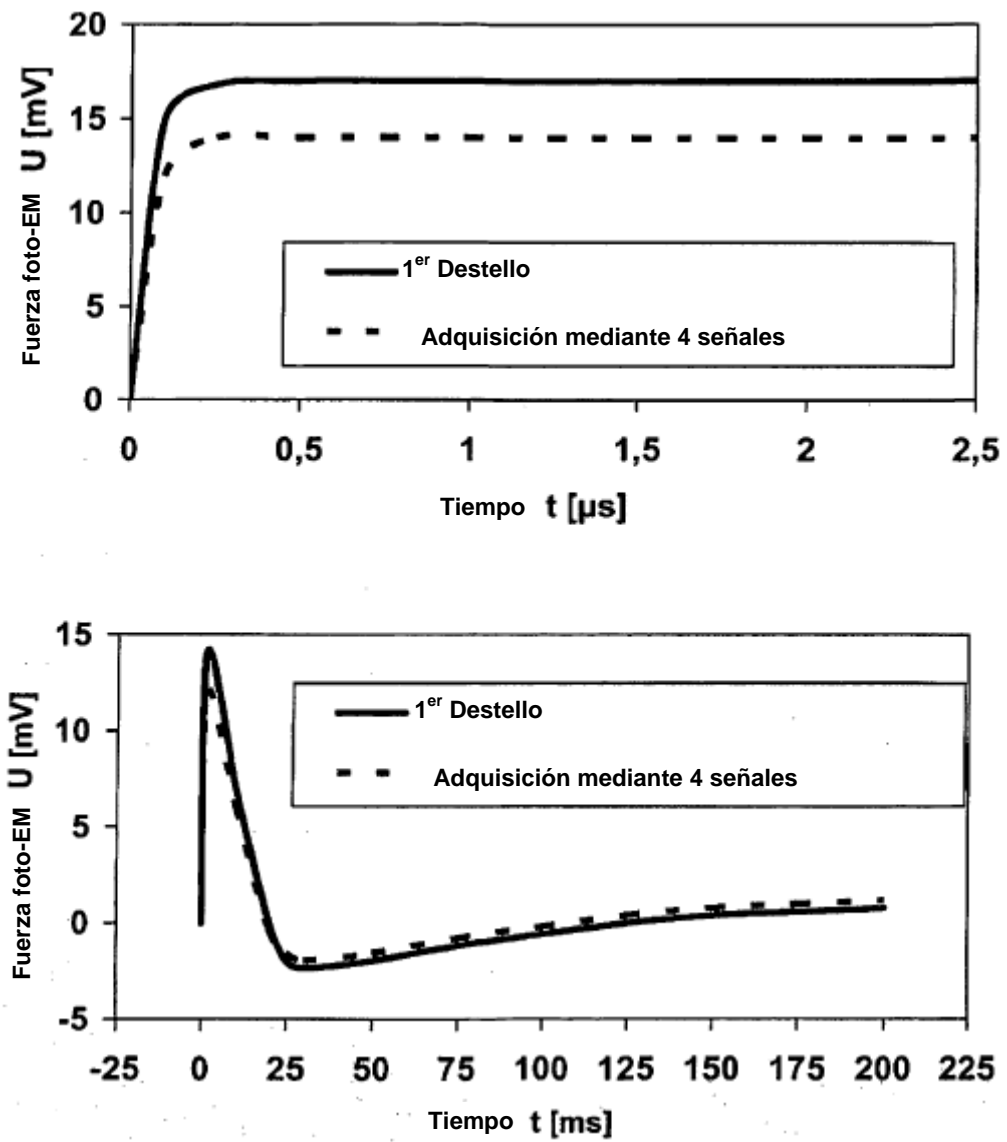 20
15
10
5
0
Fuerza foto-EM U [mV]
1er Destello
Adquisición mediante 4 señales
0 0,5 1 1,5 2 2,5
Tiempo t [µs]
15
10
5
0
-5
Fuerza foto-EM U [mV]
1er Destello
Adquisición mediante 4 señales
-25 0 25 50 75 100 125 150 175 200 225
Tiempo t [ms]